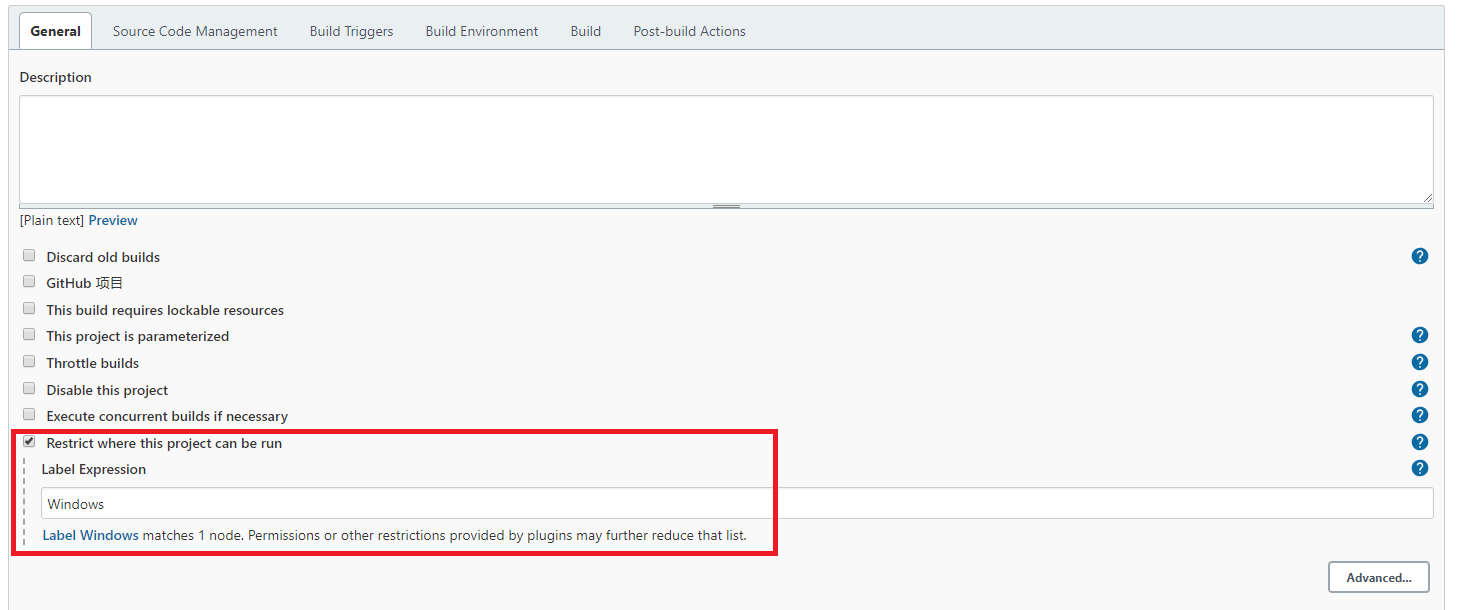 General Source Code Management Build Triggers Build Environment Build Post-build Actions
Description
[Plain text] Preview
Discard old builds ?
GitHub 项目
This build requires lockable resources
This project is parameterized ?
Throttle builds ?
Disable this project ?
Execute concurrent builds if necessary ?
Restrict where this project can be run ?
Label Expression ?
Windows
Label Windows matches 1 node. Permissions or other restrictions provided by plugins may further reduce that list.
Advanced...